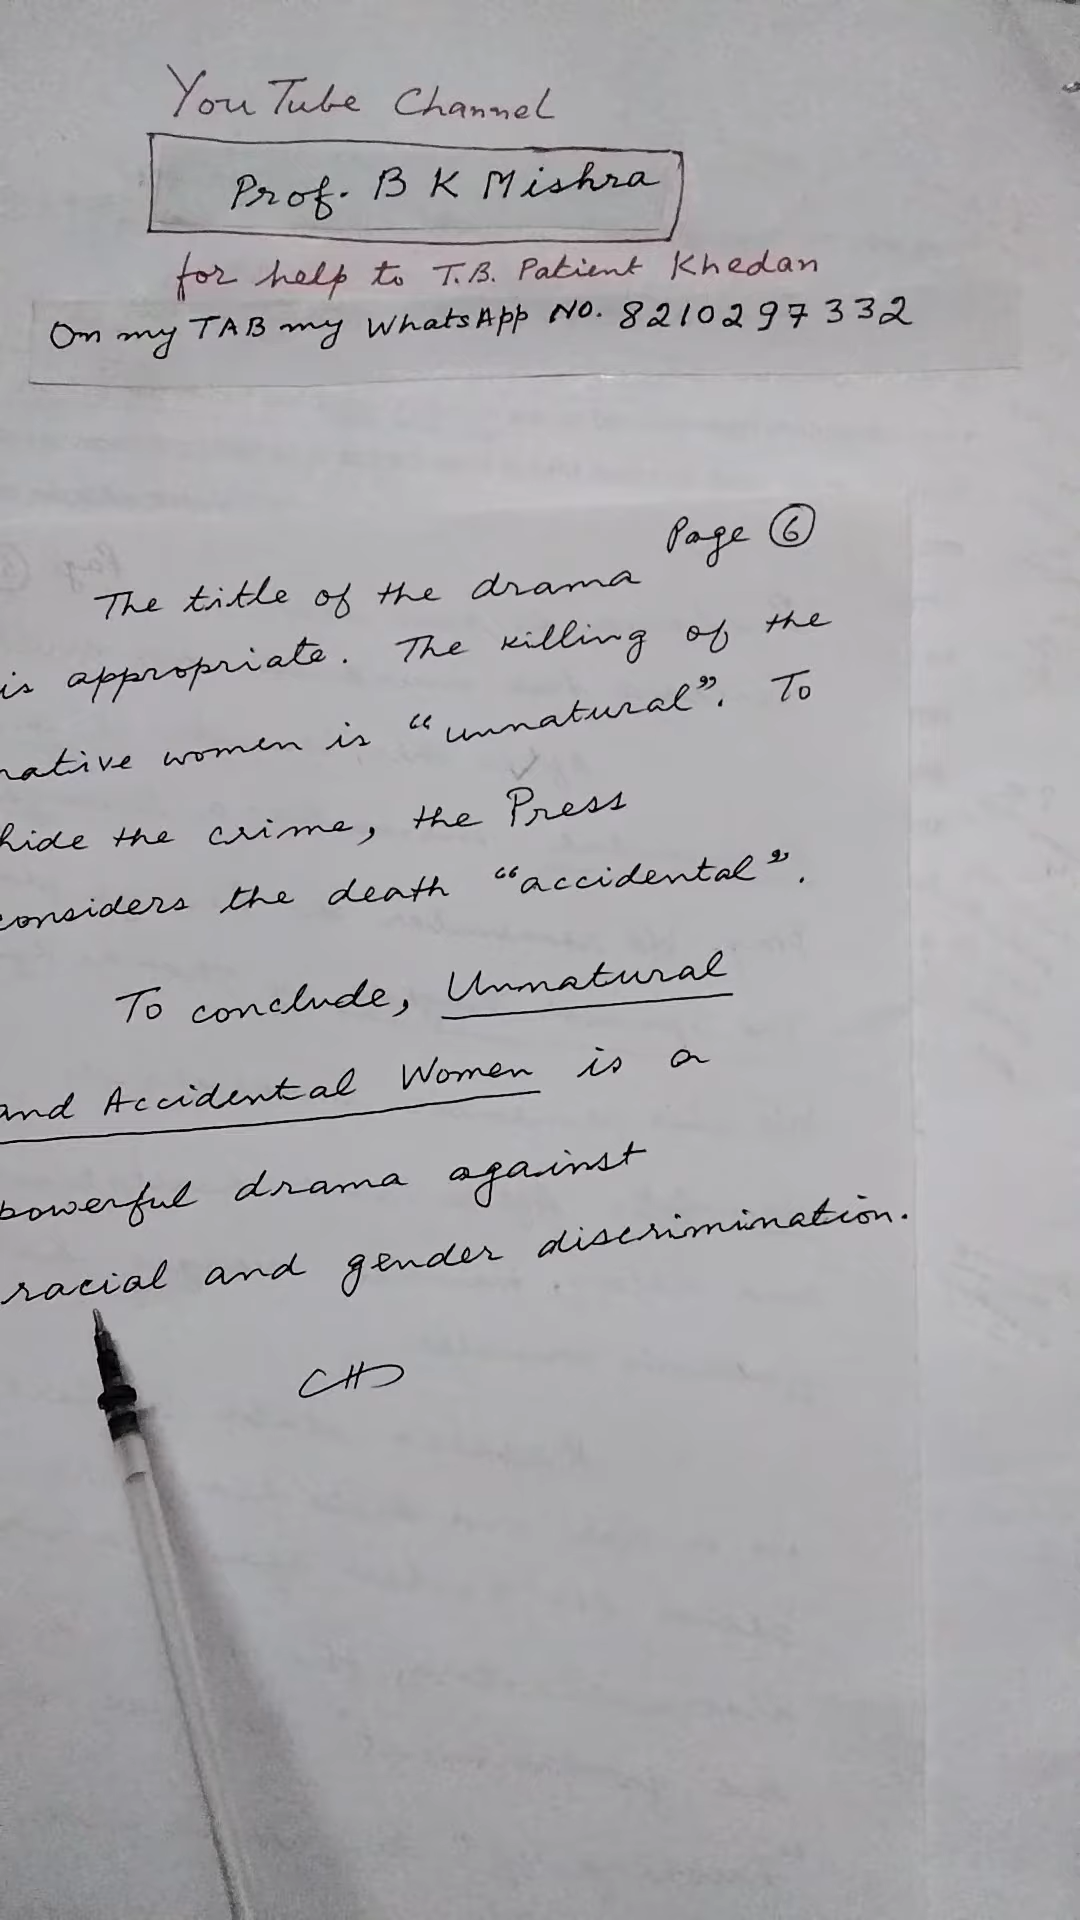 YouTube Channel
Prof. B K Mishra
for help to T.B. Patient Khedan
On my TAB my WhatsApp NO. 8210297332
Page 6
The title of the drama
is appropriate. The killing of the
native women is "unnatural". To
hide the crime, the Press
considers the death "accidental".
To conclude, Unnatural
and Accidental Women is a
powerful drama against
racial and gender discrimination.